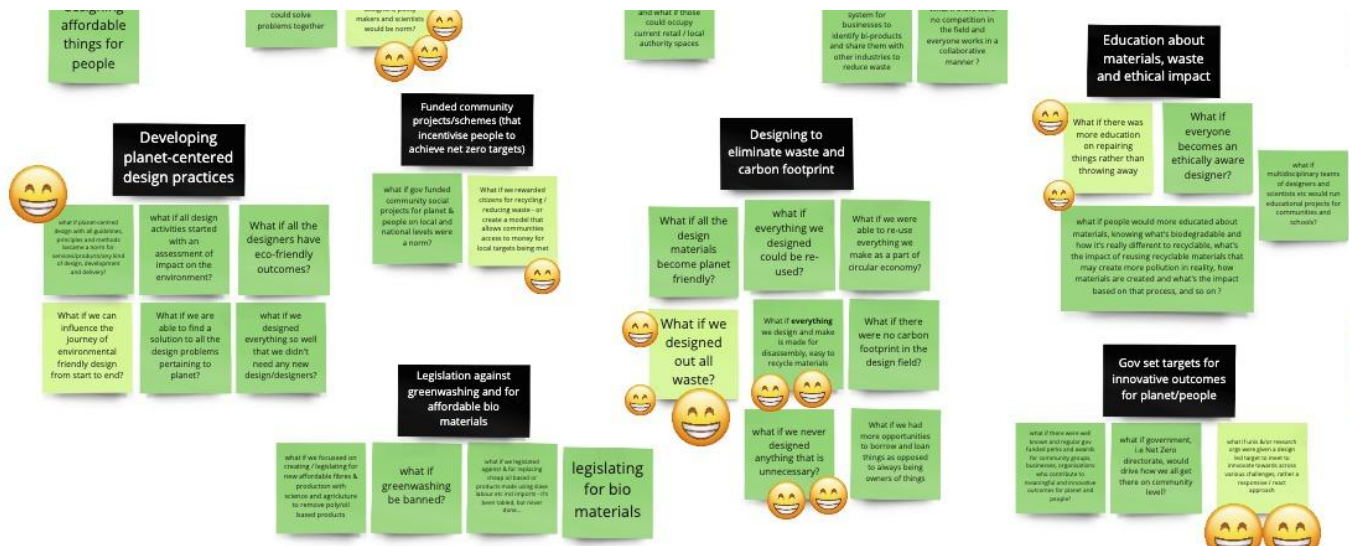 designing
affordable
things for
people
could solve
problems together
makers and scientists
would be norm?
and what if those
could occupy
current retail / local
authority spaces
system for
businesses to
identify bi-products
and share them with
other industries to
reduce waste
no competition in
the field and
everyone works in a
collaborative
manner ?
Education about
materials, waste
and ethical impact
What if there was
more education
on repairing
things rather than
throwing away
What if
everyone
becomes an
ethically aware
designer?
what if
multidisciplinary teams
of designers and
scientists etc would run
educational projects for
communities and
schools?
what if people would more educated about
materials, knowing what's biodegradable and
how it's really different to recyclable, what's
the impact of reusing recyclable materials that
may create more pollution in reality, how
materials are created and what's the impact
based on that process, and so on ?
Developing
planet-centered
design practices
what if planet-centred
design with all guidelines,
principles and methods
became a norm for
services/products/any kind
of design, development
and delivery?
what if all design
activities started
with an
assessment of
impact on the
environment?
What if all the
designers have
eco-friendly
outcomes?
What if we can
influence the
journey of
environmental
friendly design
from start to end?
What if we are
able to find a
solution to all the
design problems
pertaining to
planet?
what if we
designed
everything so well
that we didn't
need any new
design/designers?
Funded community
projects/schemes (that
incentivise people to
achieve net zero targets)
what if gov funded
community social
projects for planet &
people on local and
national levels were
a norm?
What if we rewarded
citizens for recycling /
reducing waste - or
create a model that
allows communities
access to money for
local targets being met
Legislation against
greenwashing and for
affordable bio
materials
what if we focussed on
creating / legislating for
new affordable fibres &
production with
science and agriculture
to remove poly/oil
based products
what if
greenwashing
be banned?
what if we legislated
against & for replacing
cheap oil based or
products made using slave
labour etc incl imports - it's
been tabled, but never
done...
legislating
for bio
materials
Designing to
eliminate waste and
carbon footprint
What if all the
design
materials
become planet
friendly?
what if
everything we
designed
could be re-
used?
What if we were
able to re-use
everything we
make as a part of
circular economy?
What if we
designed
out all
waste?
What if everything
we design and make
is made for
disassembly, easy to
recycle materials
What if there
were no carbon
footprint in the
design field?
what if we never
designed
anything that is
unnecessary?
What if we had
more opportunities
to borrow and loan
things as opposed
to always being
owners of things
Gov set targets for
innovative outcomes
for planet/people
what if there were well
known and regular gov
funded perks and awards
for community groups,
businesses, organisations
who contribute to
meaningful and innovative
outcomes for planet and
people?
what if government,
i.e Net Zero
directorate, would
drive how we all get
there on community
level?
what if unis &/or research
orgs were given a design
led target to meet to
innovate towards across
various challenges, rather a
responsive / react
approach